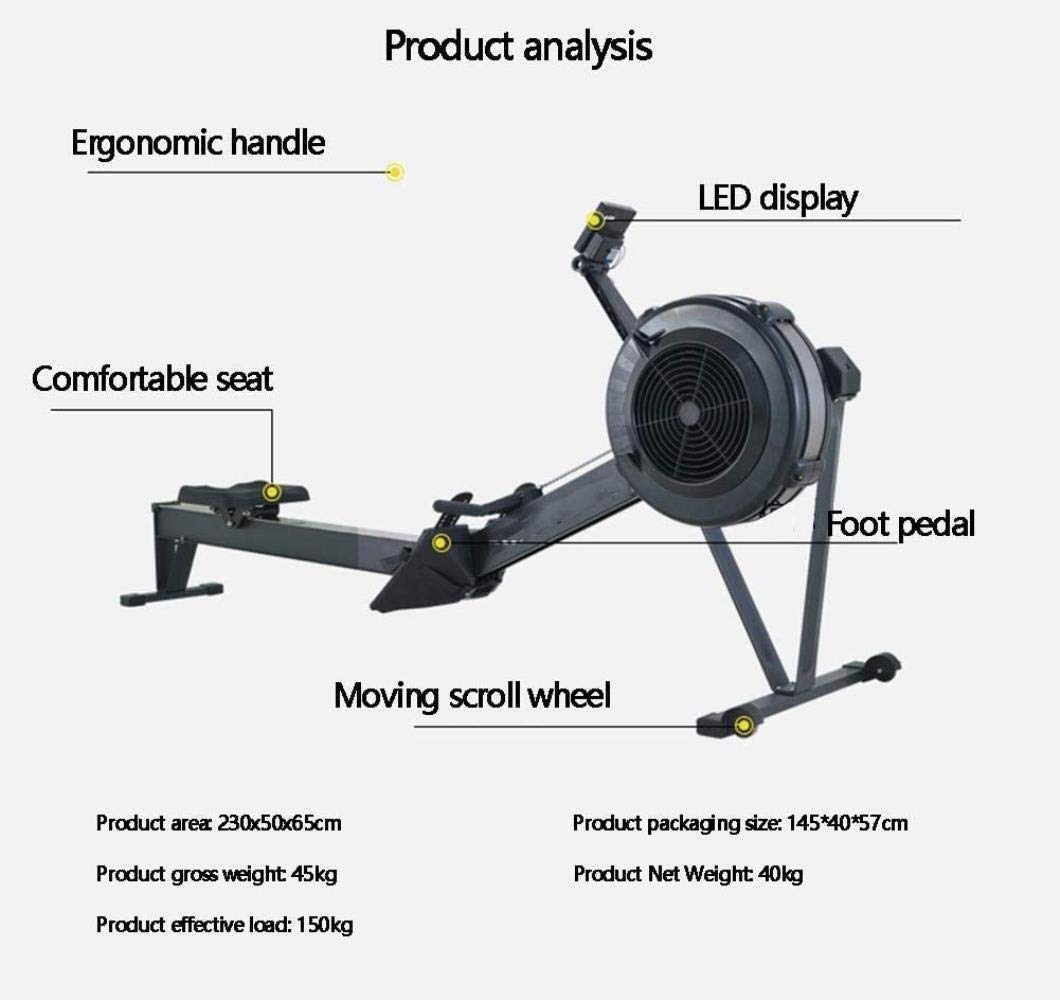 Product analysis
Ergonomic handle
LED display
Comfortable seat
Foot pedal
Moving scroll wheel
Product area: 230x50x65cm
Product packaging size: 145*40*57cm
Product gross weight: 45kg
Product Net Weight: 40kg
Product effective load: 150kg